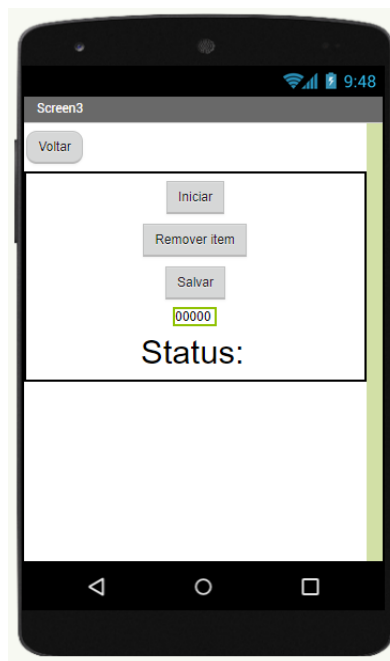 9:48
Screen3
Voltar
Iniciar
Remover item
Salvar
00000
Status: